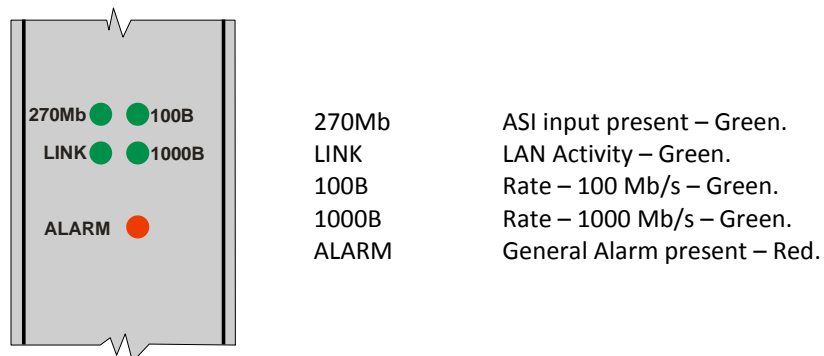 270Mb 100B
LINK 1000B
ALARM
270Mb ASI input present – Green.
LINK LAN Activity – Green.
100B Rate – 100 Mb/s – Green.
1000B Rate – 1000 Mb/s – Green.
ALARM General Alarm present – Red.